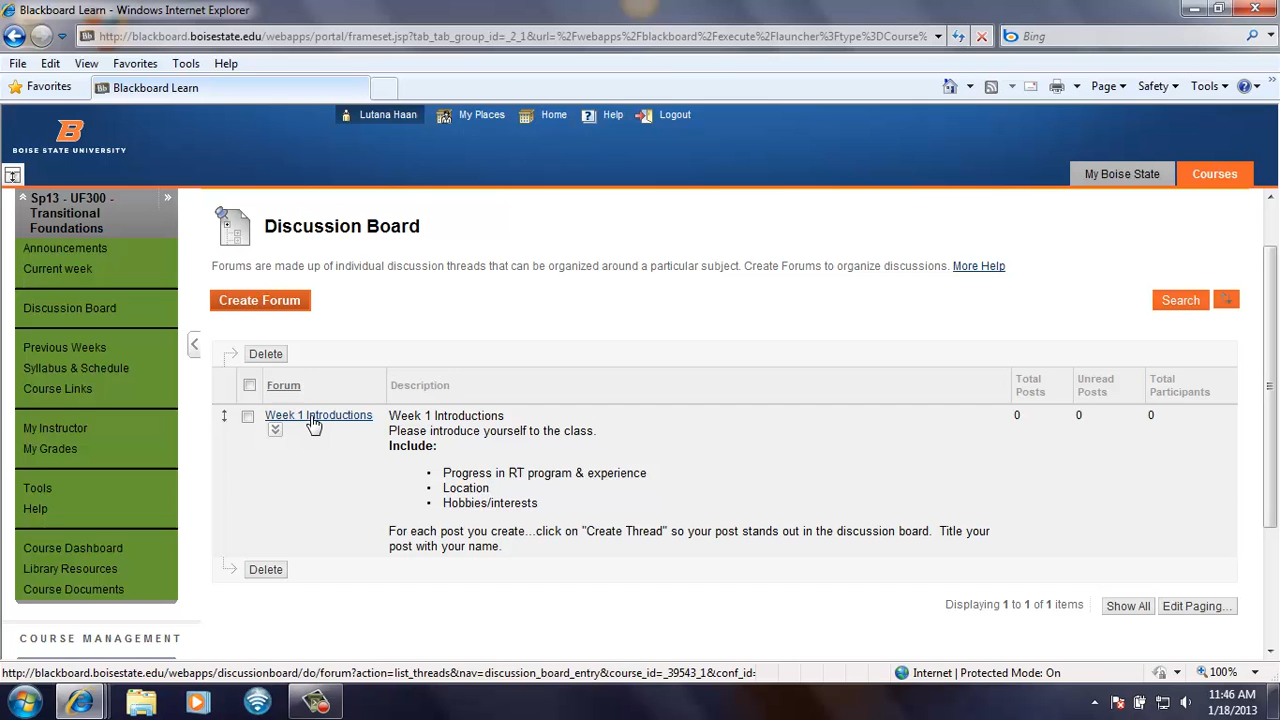 Blackboard Learn - Windows Internet Explorer
http://blackboard.boisestate.edu/webapps/portal/frameset.jsp?tab_tab_group_id=_2_1&url=%2Fwebapps%2Fblackboard%2Fexecute%2Flauncher%3Ftype%3DCourse%
Bing
File Edit View Favorites Tools Help
Favorites Bb Blackboard Learn Page Safety Tools
Lutana Haan My Places Home Help Logout
B
BOISE STATE UNIVERSITY
My Boise State Courses
Sp13 - UF300 -
Transitional
Foundations
Announcements
Current week
Discussion Board
Previous Weeks
Syllabus & Schedule
Course Links
My Instructor
My Grades
Tools
Help
Course Dashboard
Library Resources
Course Documents
COURSE MANAGEMENT
Discussion Board
Forums are made up of individual discussion threads that can be organized around a particular subject. Create Forums to organize discussions. More Help
Create Forum Search
Delete
Forum Description Total Posts Unread Posts Total Participants
Week 1 Introductions Week 1 Introductions 0 0 0
Please introduce yourself to the class.
Include:
• Progress in RT program & experience
• Location
• Hobbies/interests
For each post you create...click on "Create Thread" so your post stands out in the discussion board. Title your
post with your name.
Delete
Displaying 1 to 1 of 1 items Show All Edit Paging...
http://blackboard.boisestate.edu/webapps/discussionboard/do/forum?action=list_threads&nav=discussion_board_entry&course_id=_39543_1&conf_id= Internet | Protected Mode: On 100%
11:46 AM
1/18/2013